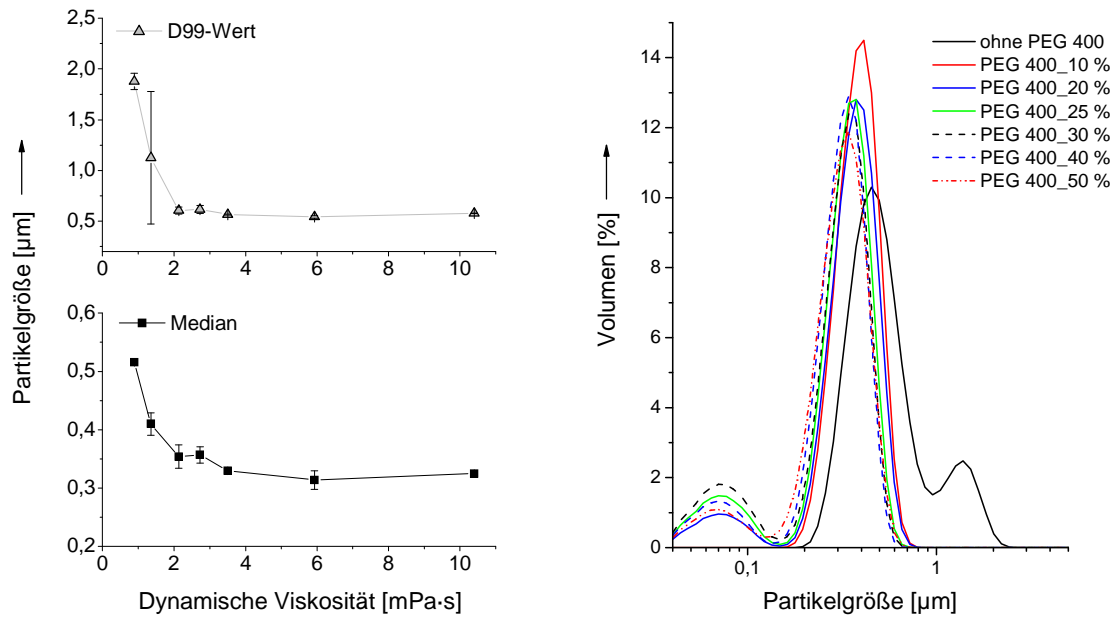 D99-Wert
2,5
2,0
1,5
1,0
0,5
0 2 4 6 8 10
Median
0,6
0,5
0,4
0,3
0,2
0 2 4 6 8 10
Partikelgröße [µm]
Dynamische Viskosität [mPa·s]
ohne PEG 400
PEG 400_10 %
PEG 400_20 %
PEG 400_25 %
PEG 400_30 %
PEG 400_40 %
PEG 400_50 %
14
12
10
8
6
4
2
0
0,1 1
Volumen [%]
Partikelgröße [µm]